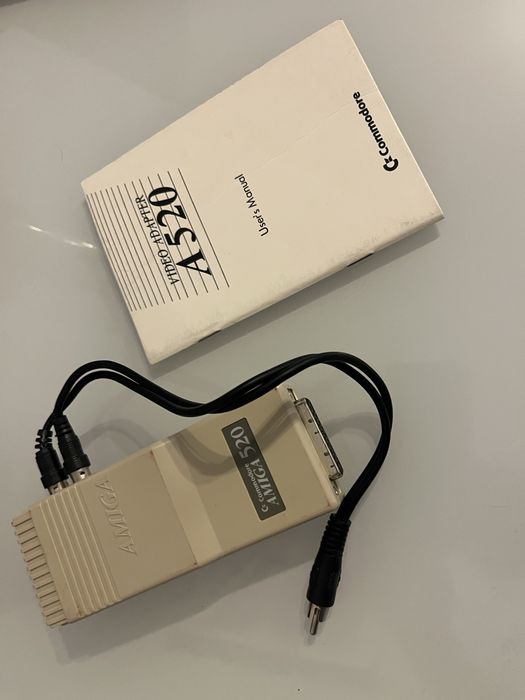 VIDEO ADAPTER
A520
User's Manual
Commodore
Commodore
AMIGA 520
AMIGA